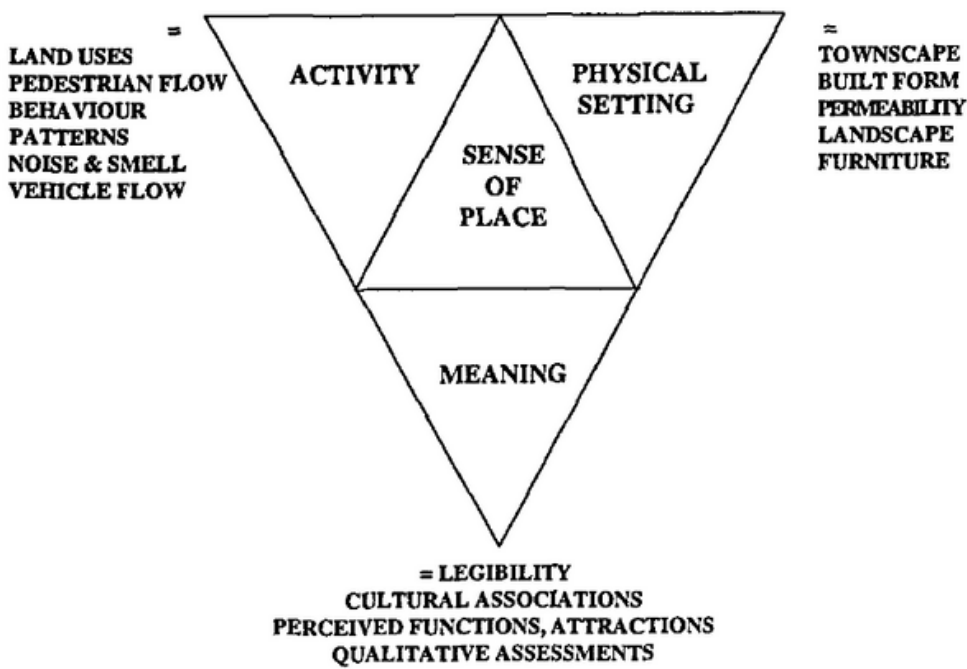 =
LAND USES
PEDESTRIAN FLOW
BEHAVIOUR
PATTERNS
NOISE & SMELL
VEHICLE FLOW
ACTIVITY
PHYSICAL
SETTING
SENSE
OF
PLACE
MEANING
=
TOWNSCAPE
BUILT FORM
PERMEABILITY
LANDSCAPE
FURNITURE
= LEGIBILITY
CULTURAL ASSOCIATIONS
PERCEIVED FUNCTIONS, ATTRACTIONS
QUALITATIVE ASSESSMENTS